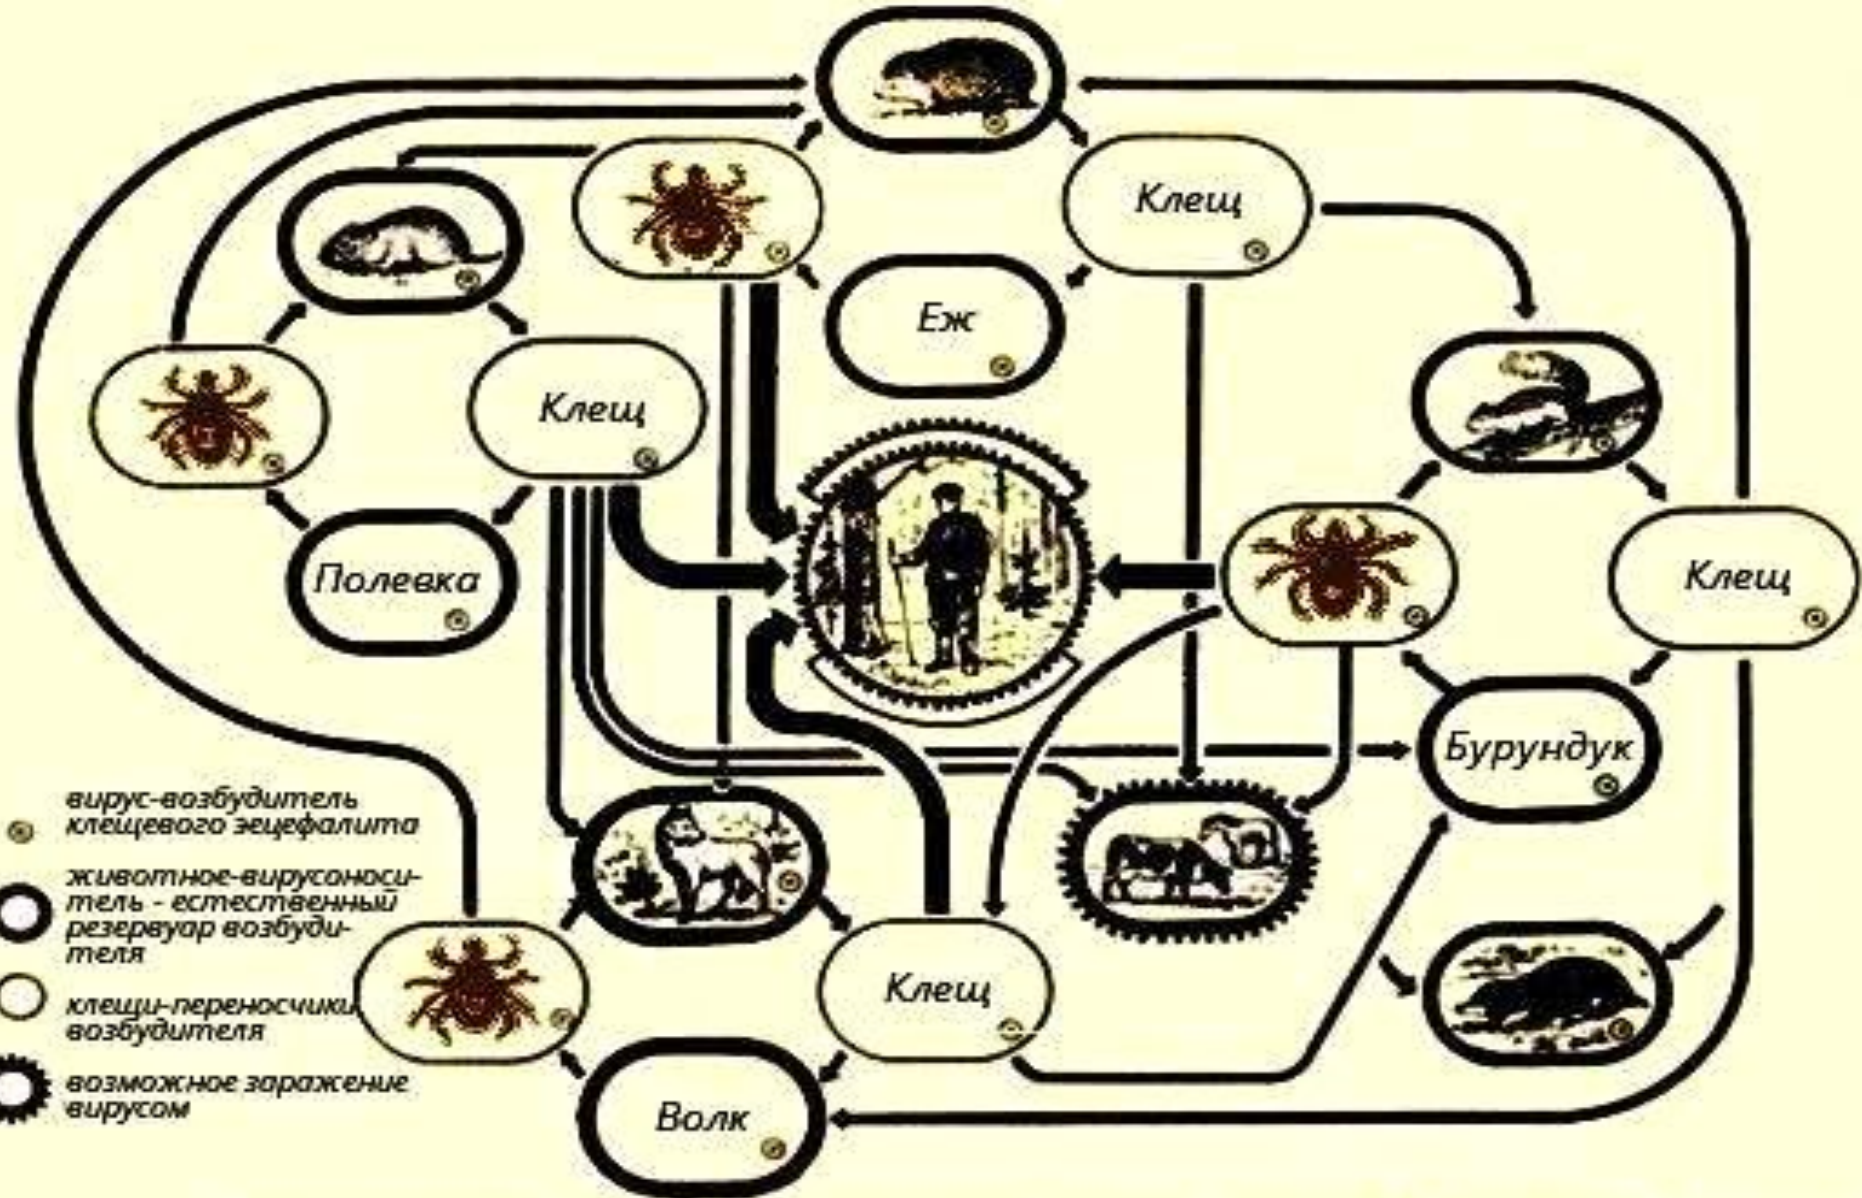 Клещ
Еж
Клещ
Полевка
Клещ
Бурундук
вирус-возбудитель
клещевого эецефалита
животное-вирусоноси-
тель - естественный
резервуар возбуди-
теля
клещи-переносчики
возбудителя
возможное заражение
вирусом
Клещ
Волк